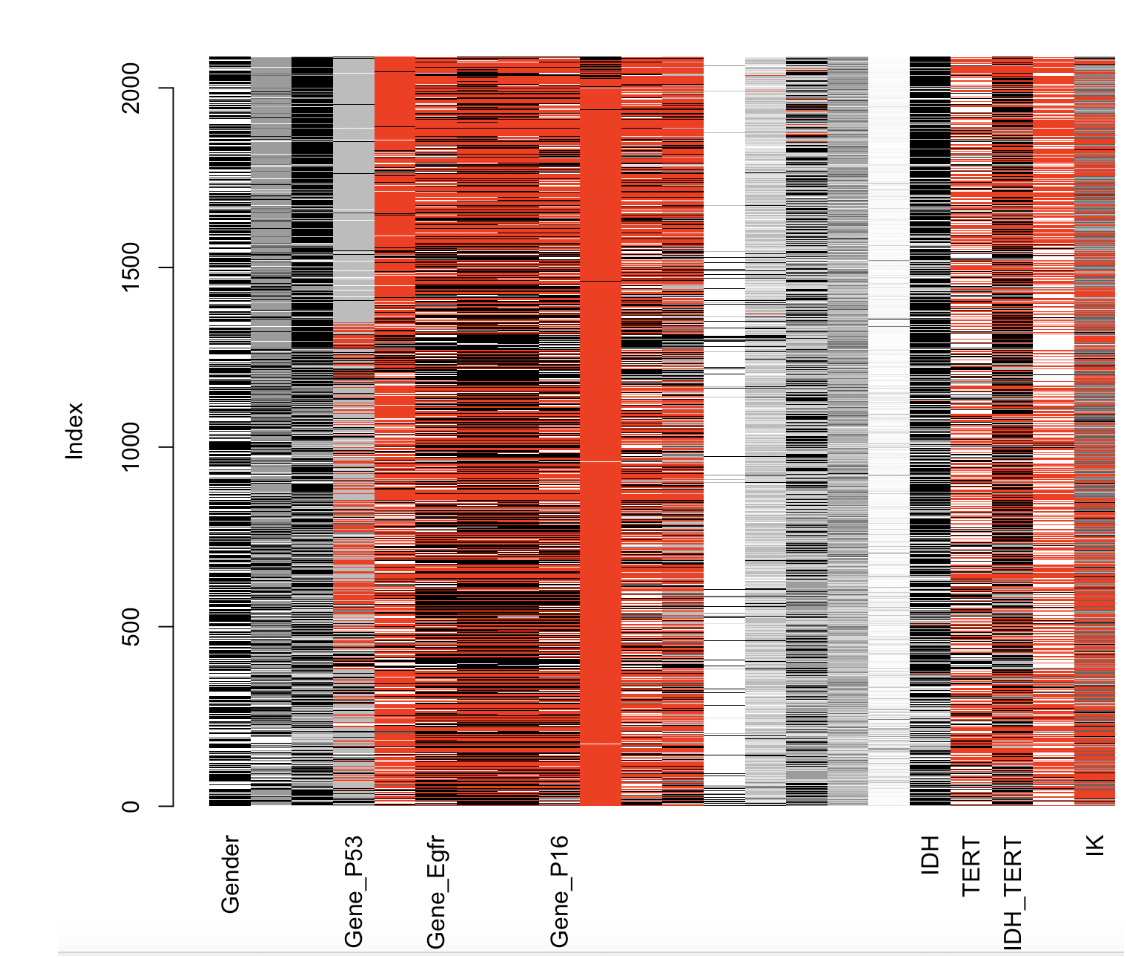 2000
1500
1000
500
0
Index
Gender
Gene_P53
Gene_Egfr
Gene_P16
IDH
TERT
IDH_TERT
IK